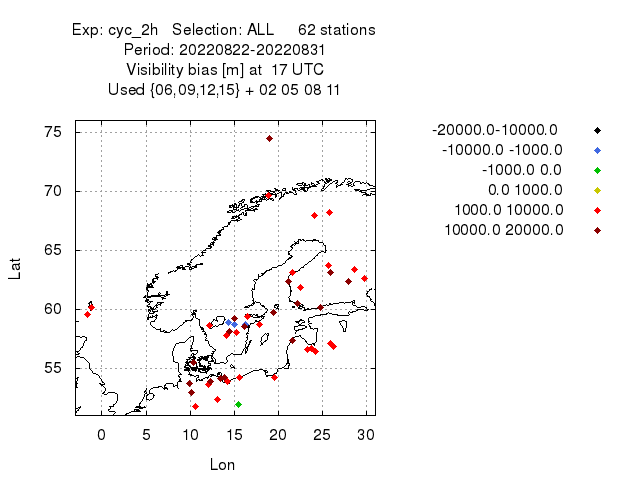 Exp: cyc_2h   Selection: ALL      62 stations
Period: 20220822-20220831
Visibility bias [m] at  17 UTC
Used {06,09,12,15} + 02 05 08 11
-20000.0-10000.0
-10000.0 -1000.0
-1000.0 0.0
0.0 1000.0
1000.0 10000.0
10000.0 20000.0
75
70
65
60
55
Lat
0 5 10 15 20 25 30
Lon